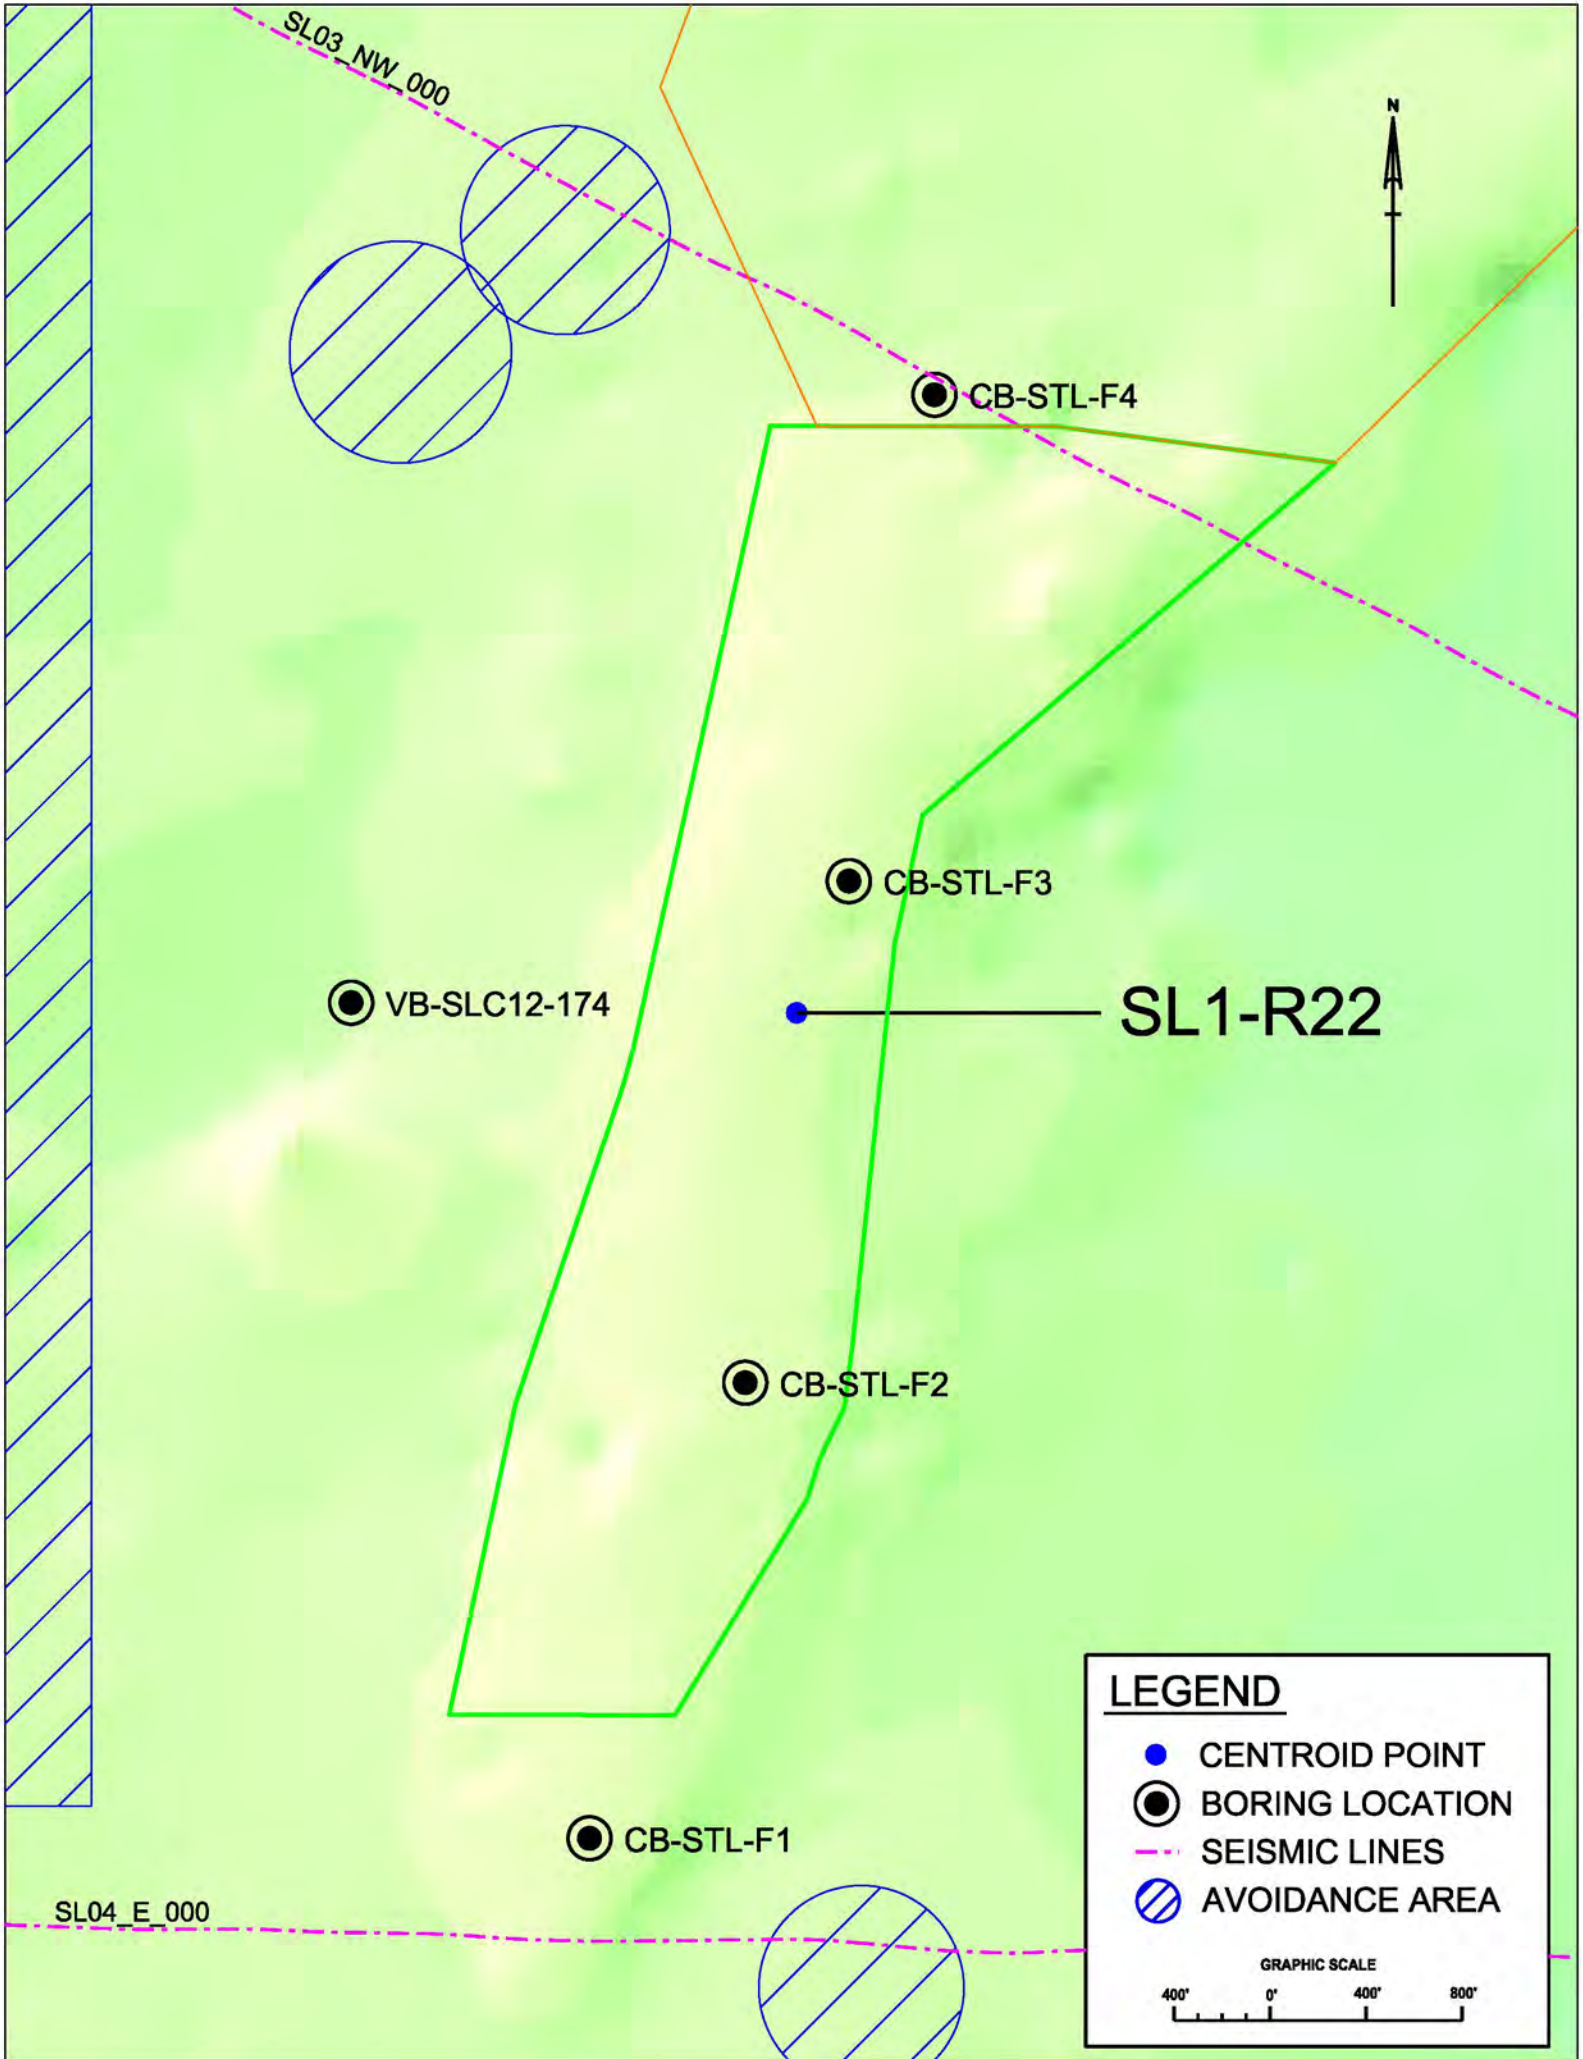 SL03_NW_000
N
CB-STL-F4
CB-STL-F3
VB-SLC12-174
SL1-R22
CB-STL-F2
CB-STL-F1
SL04_E_000
LEGEND
CENTROID POINT
BORING LOCATION
SEISMIC LINES
AVOIDANCE AREA
GRAPHIC SCALE
400' 0' 400' 800'